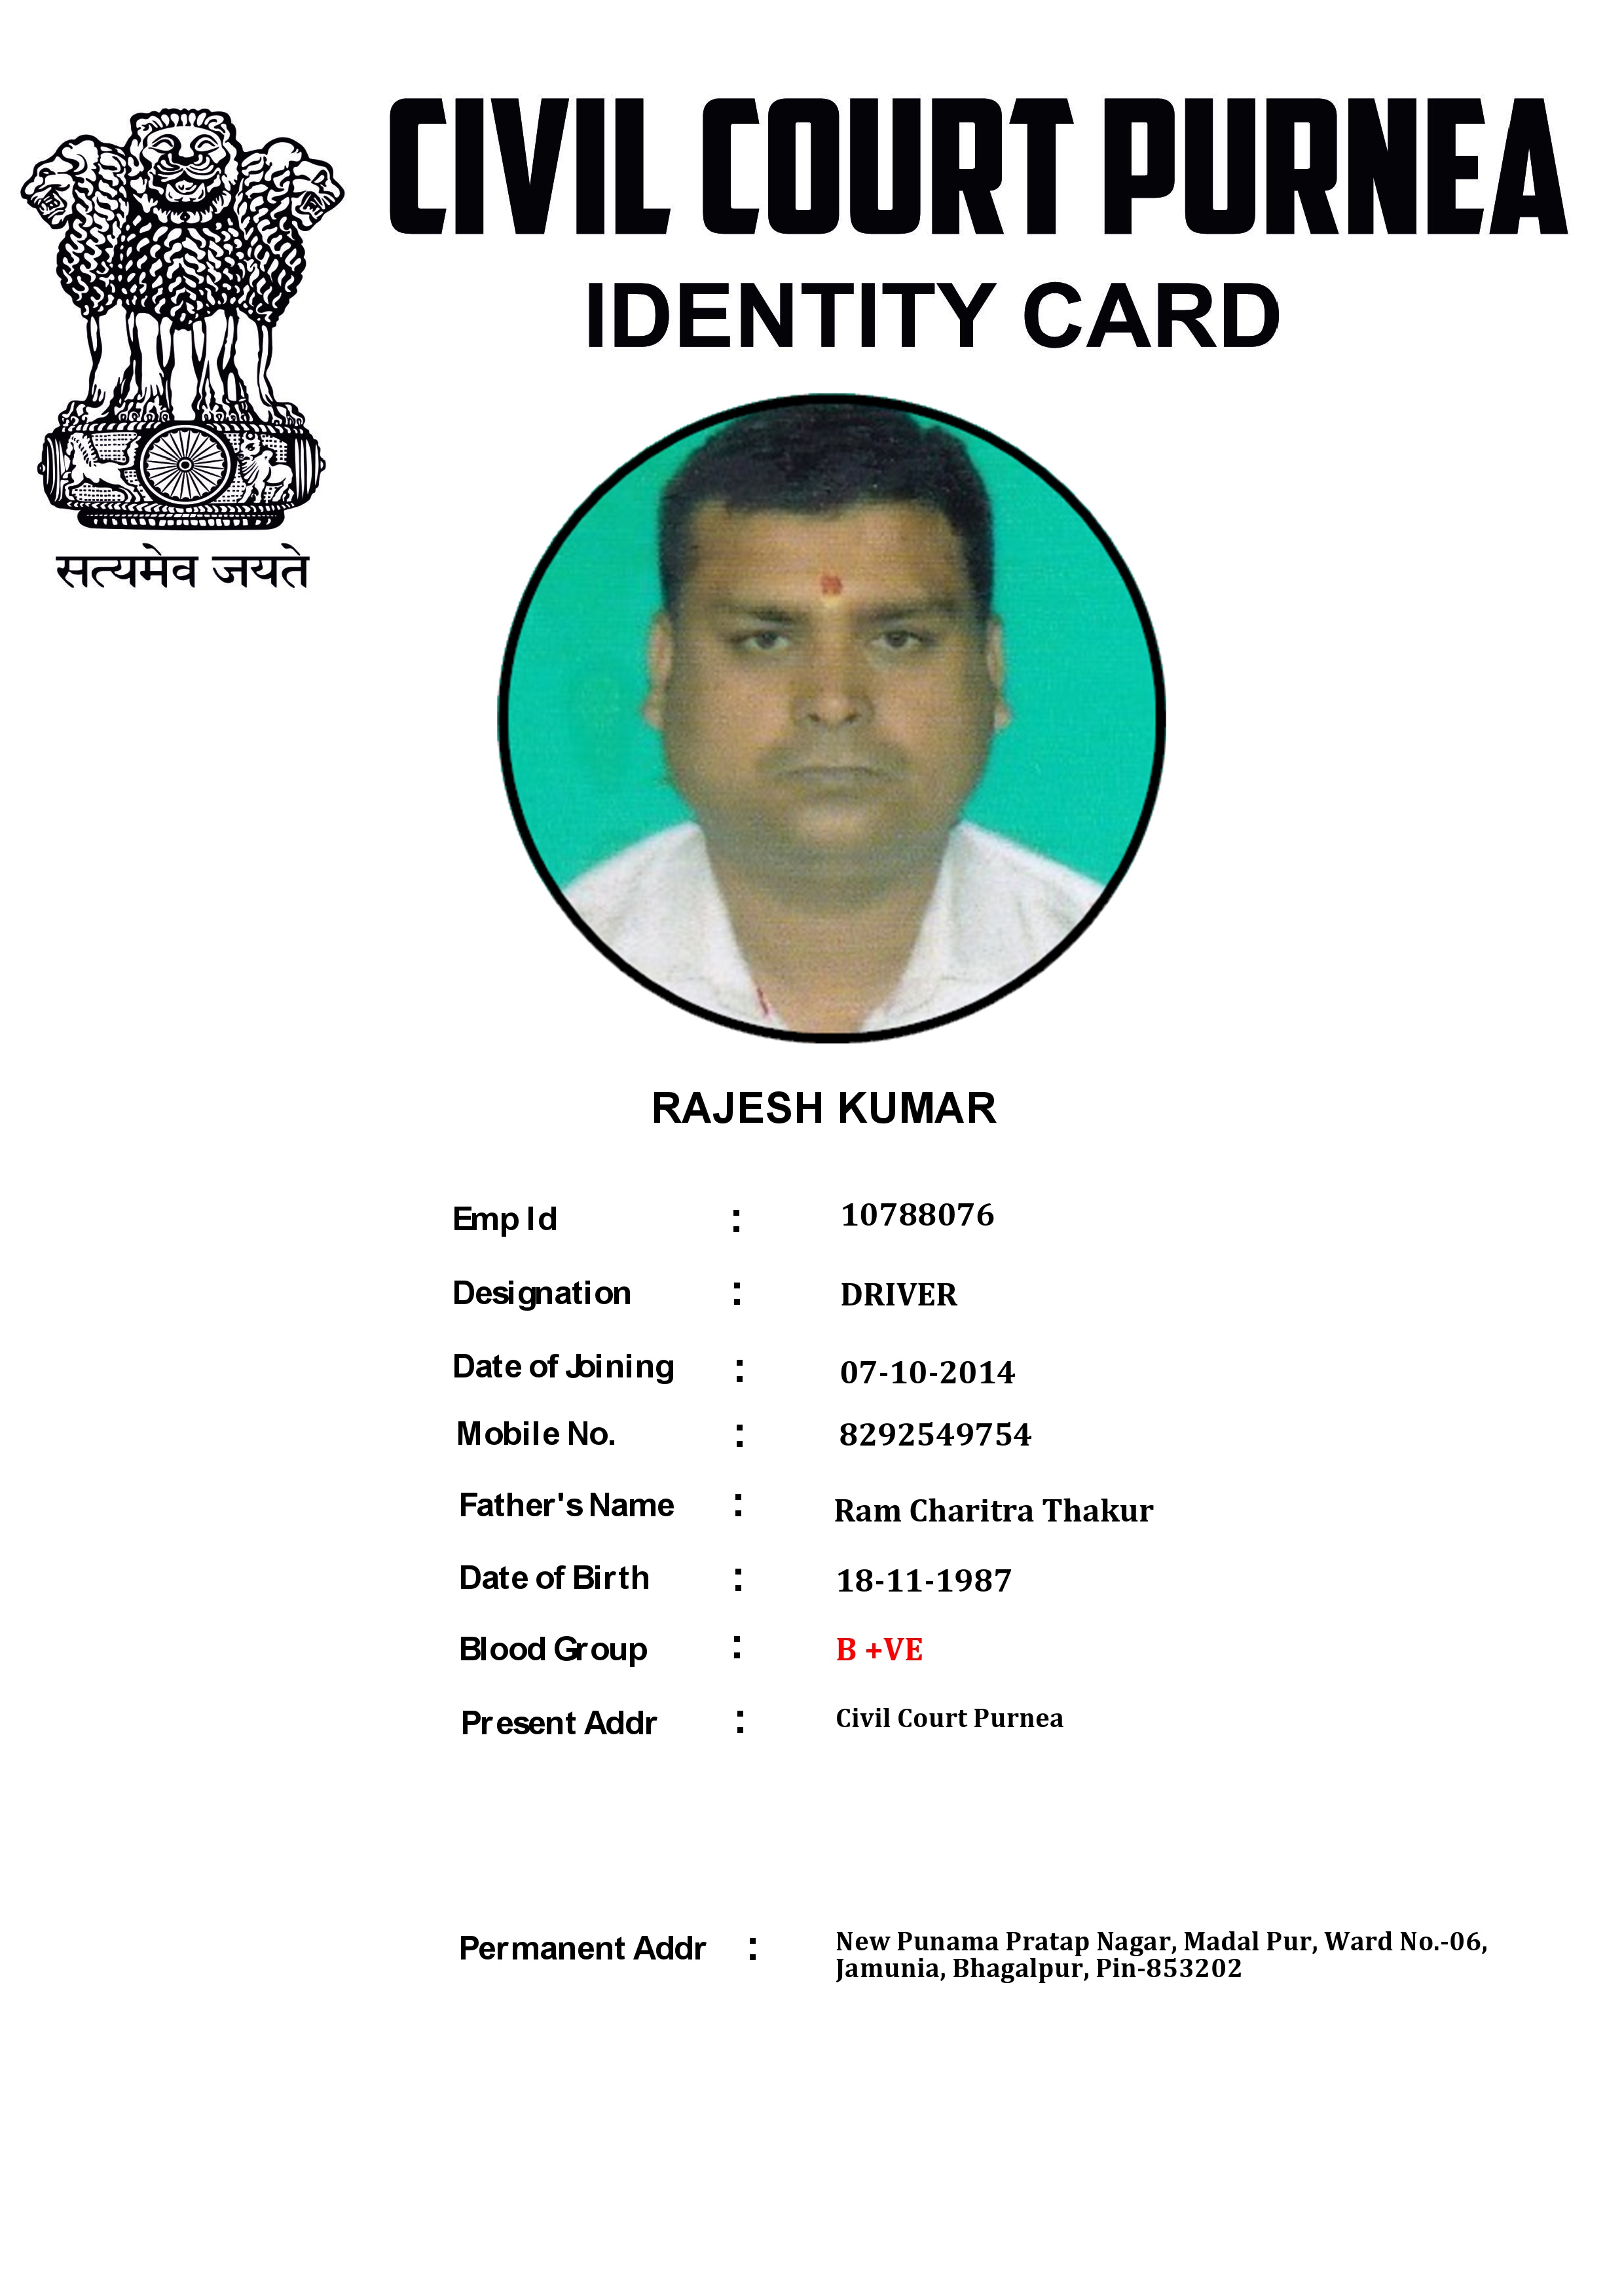 CIVIL COURT PURNEA
IDENTITY CARD
सत्यमेव जयते
RAJESH KUMAR
Emp Id : 10788076
Designation : DRIVER
Date of Joining : 07-10-2014
Mobile No. : 8292549754
Father's Name : Ram Charitra Thakur
Date of Birth : 18-11-1987
Blood Group : B +VE
Present Addr : Civil Court Purnea
Permanent Addr : New Punama Pratap Nagar, Madal Pur, Ward No.-06,
Jamunia, Bhagalpur, Pin-853202